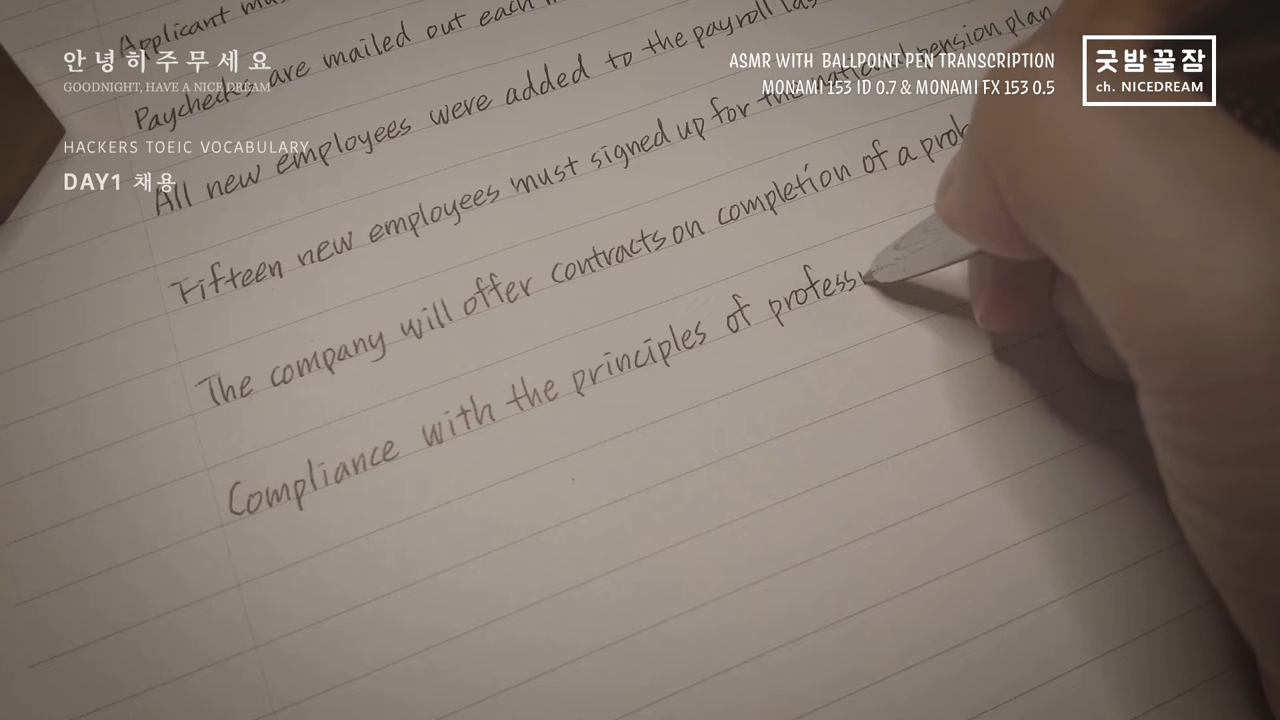 안녕히주무세요
GOODNIGHT, HAVE A NICE DREAM
HACKERS TOEIC VOCABULARY
DAY1 채용
ASMR WITH BALLPOINT PEN TRANSCRIPTION
MONAMI 153 ID 0.7 & MONAMI FX 153 0.5
굿밤꿀잠
ch. NICEDREAM
Applicant
Paychecks are mailed out each
All new employees were added to the payroll
Fifteen new employees must signed up for the national pension plan
The company will offer contracts on completion of a
Compliance with the principles of